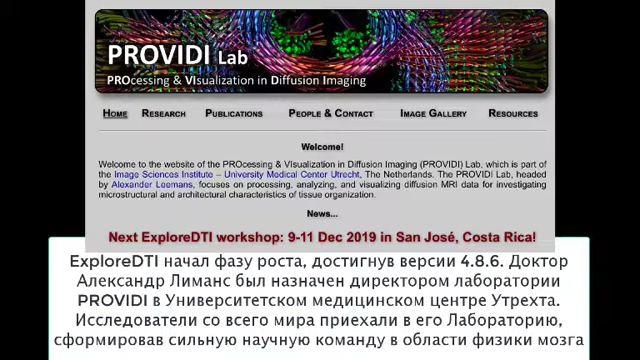 PROVIDI Lab
PROcessing & VIsualization in Diffusion Imaging
Home Research Publications People & Contact Image Gallery Resources
Welcome!
Welcome to the website of the PROcessing & VIsualization in Diffusion Imaging (PROVIDI) Lab, which is part of
the Image Sciences Institute – University Medical Center Utrecht, The Netherlands. The PROVIDI Lab, headed
by Alexander Leemans, focuses on processing, analyzing, and visualizing diffusion MRI data for investigating
microstructural and architectural characteristics of tissue organization.
News...
Next ExploreDTI workshop: 9-11 Dec 2019 in San José, Costa Rica!
ExploreDTI начал фазу роста, достигнув версии 4.8.6. Доктор
Александр Лиманс был назначен директором лаборатории
PROVIDI в Университетском медицинском центре Утрехта.
Исследователи со всего мира приехали в его Лабораторию,
сформировав сильную научную команду в области физики мозга